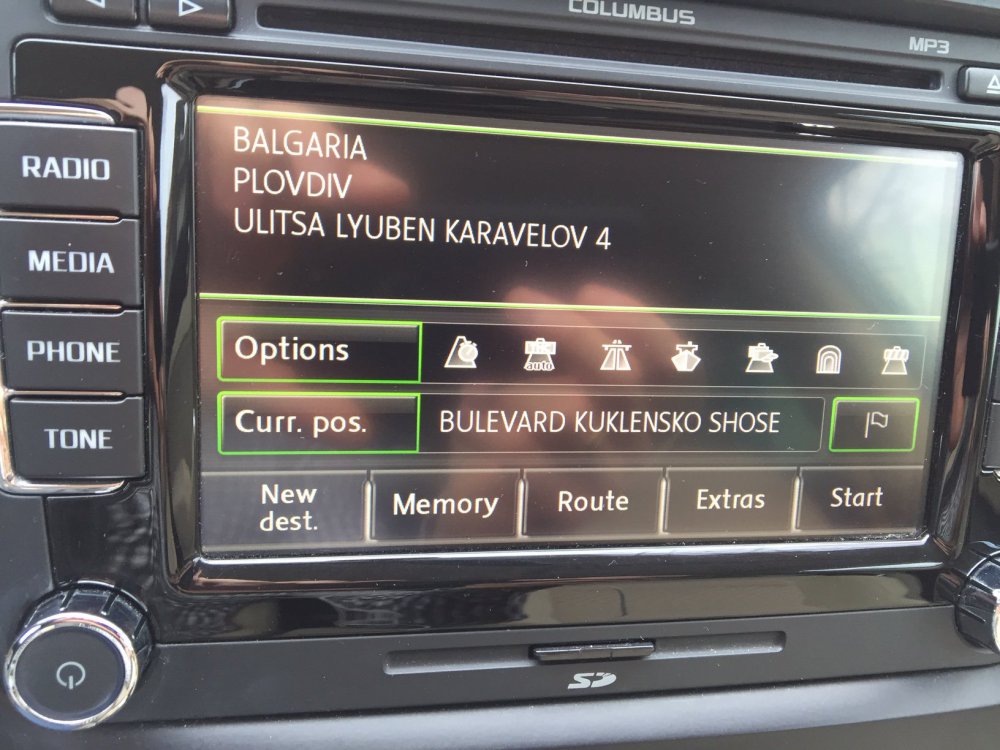 COLUMBUS
MP3
RADIO
MEDIA
PHONE
TONE
BALGARIA
PLOVDIV
ULITSA LYUBEN KARAVELOV 4
Options
auto
Curr. pos.
BULEVARD KUKLENSKO SHOSE
New
dest.
Memory
Route
Extras
Start
SD